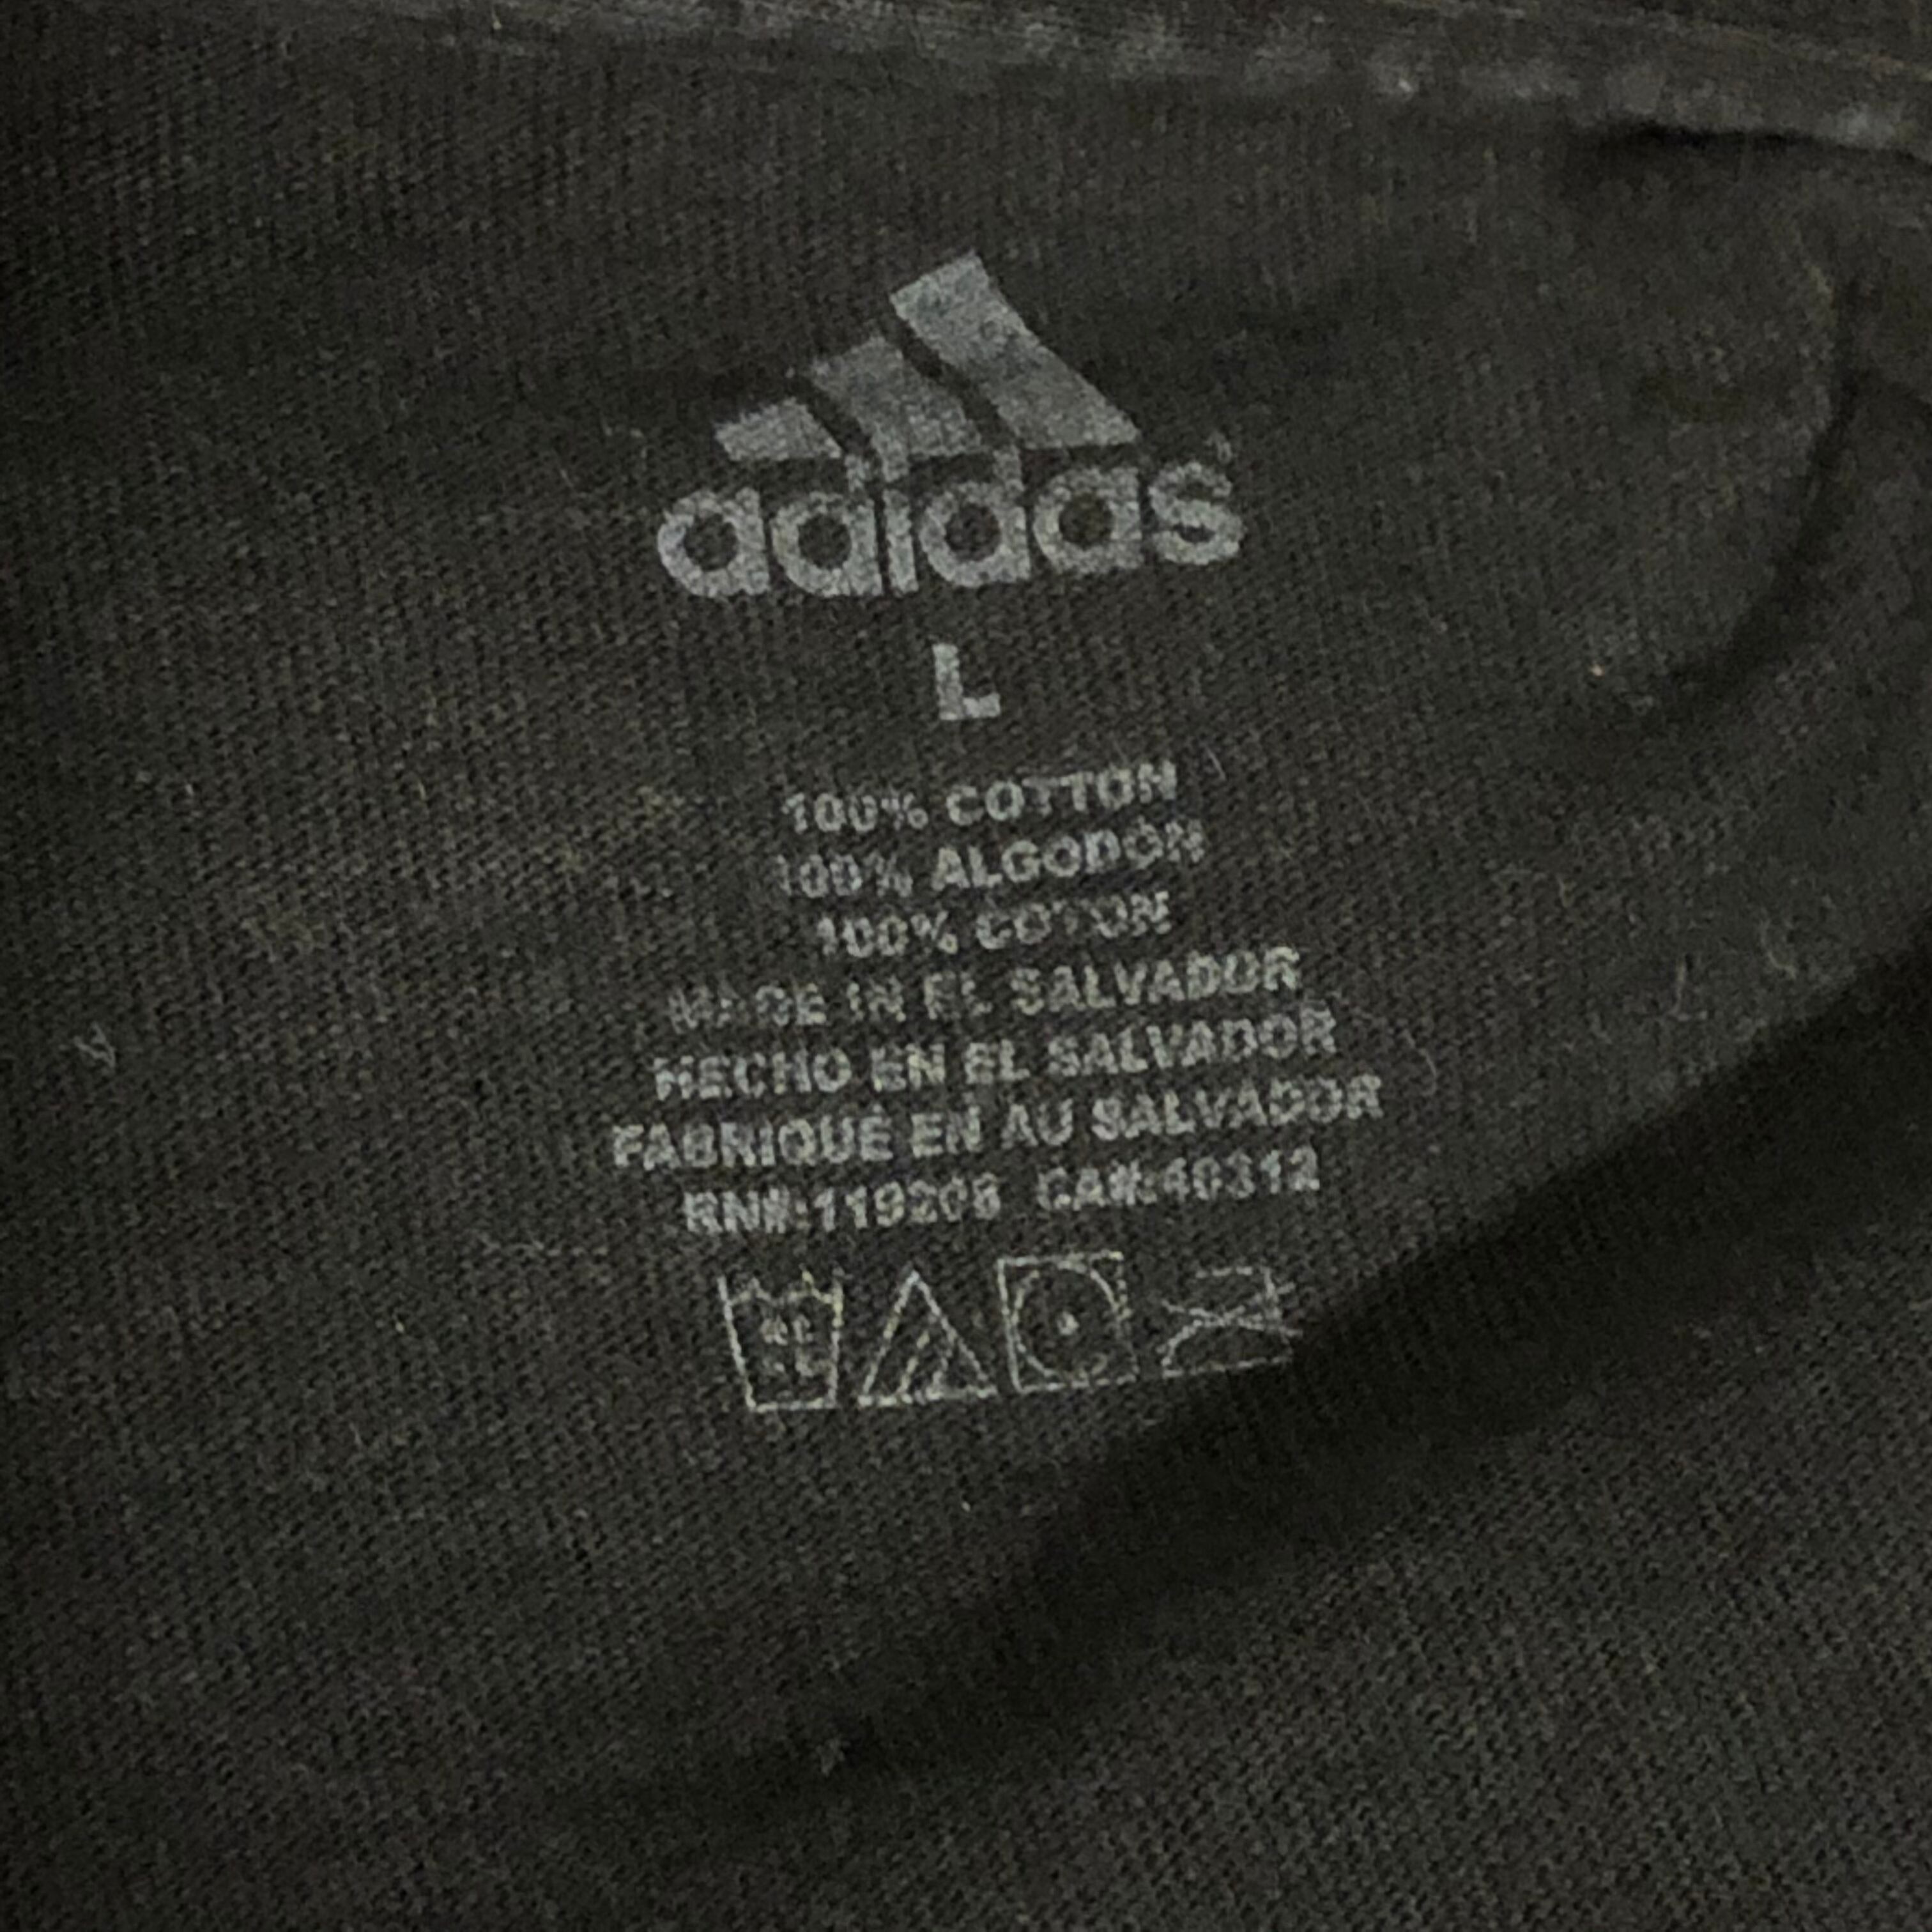 adidas
L
100% COTTON
100% ALGODÓN
100% COTON
MADE IN EL SALVADOR
HECHO EN EL SALVADOR
FABRIQUÉ EN AU SALVADOR
RN#:119208 CA#:40312